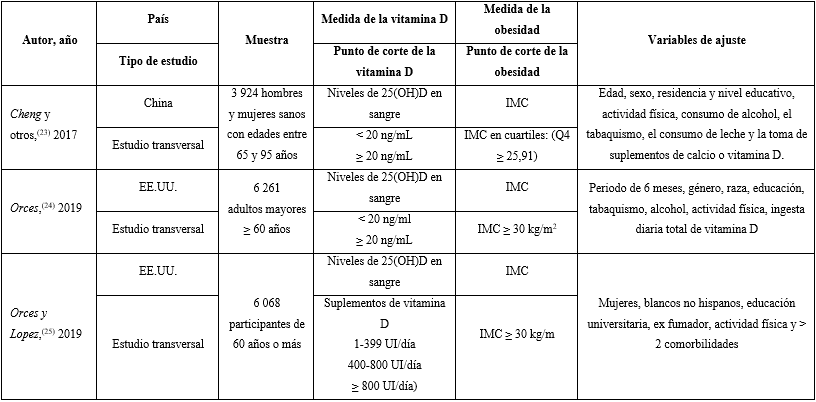 Autor, año
País
Tipo de estudio
Muestra
Medida de la vitamina D
Punto de corte de la
vitamina D
Medida de la
obesidad
Punto de corte de la
obesidad
Variables de ajuste
Cheng y
otros,(23) 2017
China
Estudio transversal
3 924 hombres
y mujeres sanos
con edades entre
65 y 95 años
Niveles de 25(OH)D en
sangre
< 20 ng/mL
≥ 20 ng/mL
IMC
IMC en cuartiles: (Q4
≥ 25,91)
Edad, sexo, residencia y nivel educativo,
actividad física, consumo de alcohol, el
tabaquismo, el consumo de leche y la toma de
suplementos de calcio o vitamina D.
Orces,(24) 2019
EE.UU.
Estudio transversal
6 261
adultos mayores
≥ 60 años
Niveles de 25(OH)D en
sangre
< 20 ng/ml
≥ 20 ng/mL
IMC
IMC ≥ 30 kg/m²
Periodo de 6 meses, género, raza, educación,
tabaquismo, alcohol, actividad física, ingesta
diaria total de vitamina D
Orces y
Lopez,(25) 2019
EE.UU.
Estudio transversal
6 068
participantes de
60 años o más
Niveles de 25(OH)D en
sangre
Suplementos de vitamina
D
1-399 UI/día
400-800 UI/día
≥ 800 UI/día)
IMC
IMC ≥ 30 kg/m
Mujeres, blancos no hispanos, educación
universitaria, ex fumador, actividad física y >
2 comorbilidades